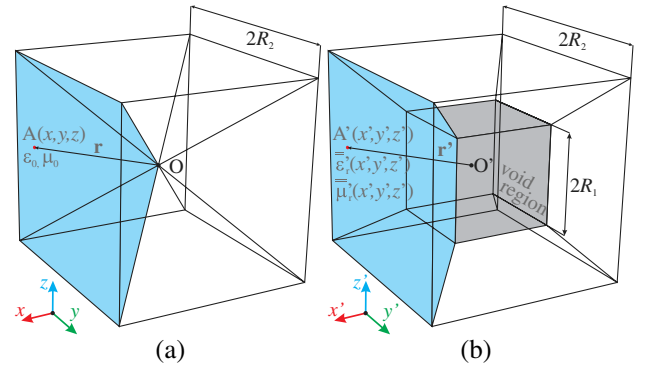 2R₂
A(x,y,z)
ε₀, μ₀
r
O
z
x
y
(a)
2R₂
A'(x',y',z')
ε̿'ᵣ(x',y',z')
μ̿'ᵣ(x',y',z')
r'
O'
void
region
2R₁
z'
x'
y'
(b)